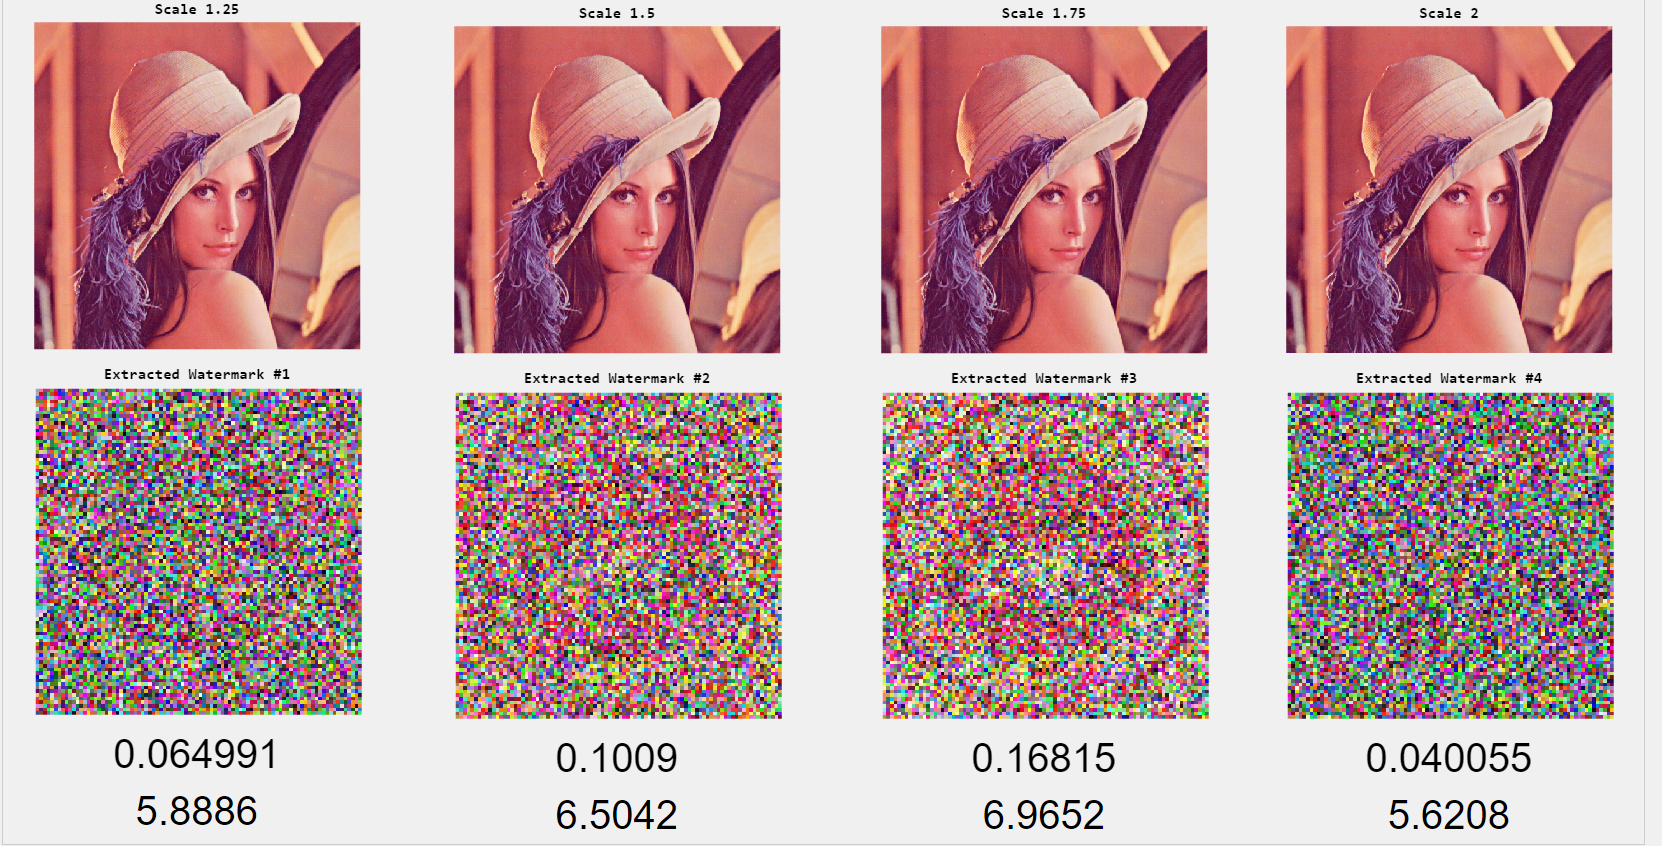 Scale 1.25
Scale 1.5
Scale 1.75
Scale 2
Extracted Watermark #1
Extracted Watermark #2
Extracted Watermark #3
Extracted Watermark #4
0.064991
0.1009
0.16815
0.040055
5.8886
6.5042
6.9652
5.6208